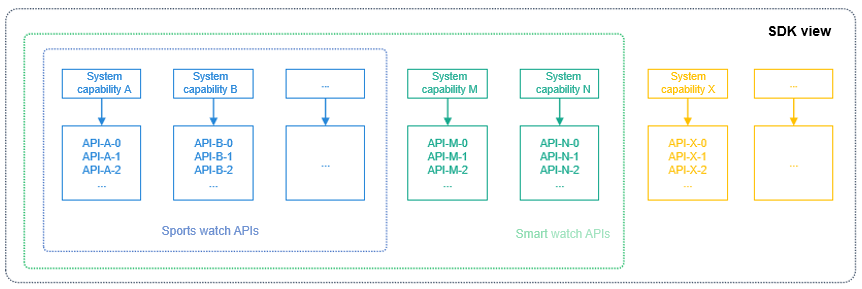 SDK view
System
capability A
System
capability B
...
System
capability M
System
capability N
System
capability X
...
API-A-0
API-A-1
API-A-2
...
API-B-0
API-B-1
API-B-2
...
...
API-M-0
API-M-1
API-M-2
...
API-N-0
API-N-1
API-N-2
...
API-X-0
API-X-1
API-X-2
...
...
Sports watch APIs
Smart watch APIs